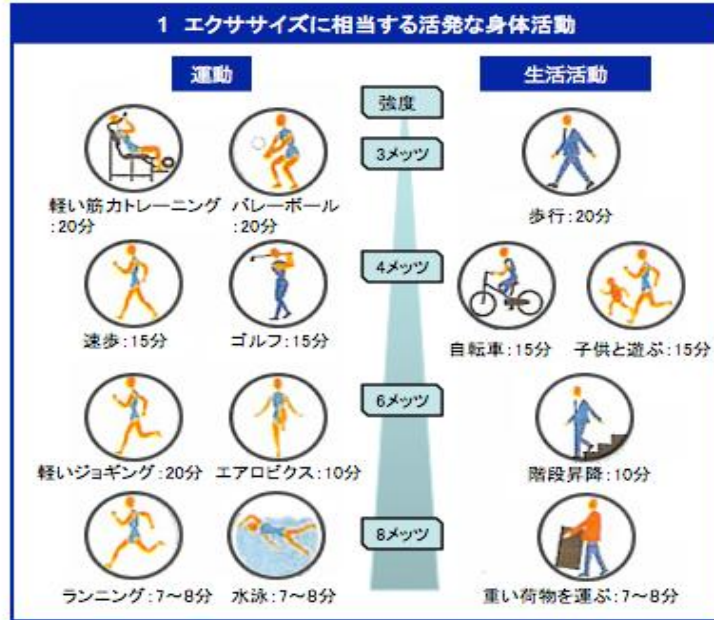 1 エクササイズに相当する活発な身体活動
運動
生活活動
強度
3メッツ
軽い筋力トレーニング
:20分
バレーボール
:20分
歩行:20分
4メッツ
速歩:15分
ゴルフ:15分
自転車:15分
子供と遊ぶ:15分
6メッツ
軽いジョギング:20分
エアロビクス:10分
階段昇降:10分
8メッツ
ランニング:7〜8分
水泳:7〜8分
重い荷物を運ぶ:7〜8分